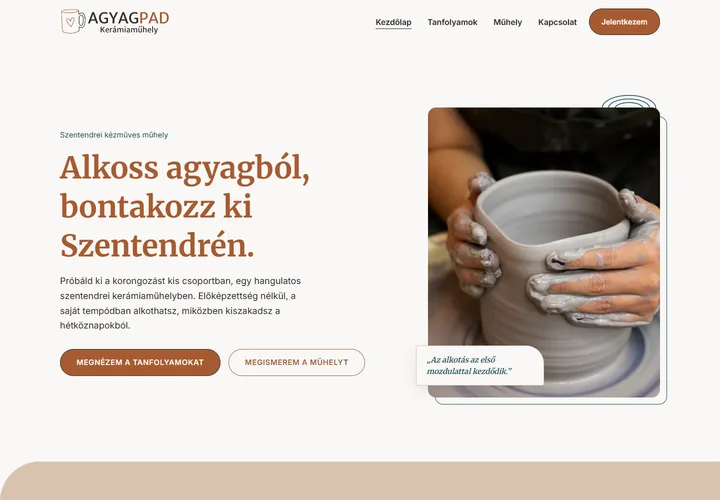 AGYAGPAD
Kerámiaműhely
Kezdőlap Tanfolyamok Műhely Kapcsolat Jelentkezem
Szentendrei kézműves műhely
Alkoss agyagból,
bontakozz ki
Szentendrén.
Próbáld ki a korongozást kis csoportban, egy hangulatos
szentendrei kerámiaműhelyben. Előképzettség nélkül, a
saját tempódban alkothatsz, miközben kiszakadsz a
hétköznapokból.
MEGNÉZEM A TANFOLYAMOKAT MEGISMEREM A MŰHELYT
„Az alkotás az első
mozdulattal kezdődik.”